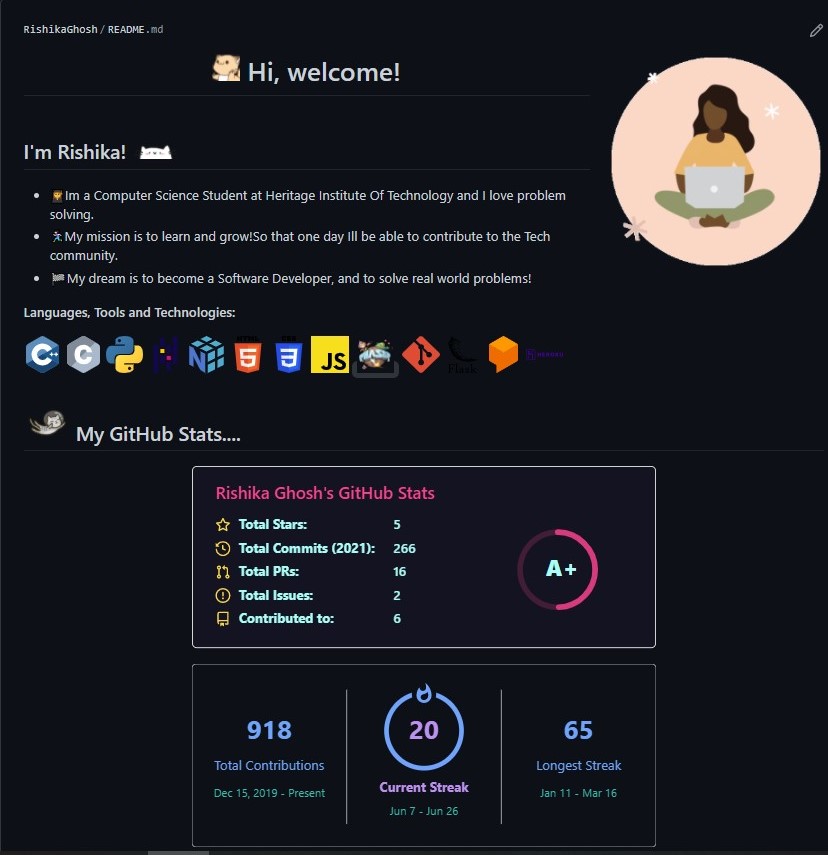 RishikaGhosh / README.md
Hi, welcome!
I'm Rishika!
Im a Computer Science Student at Heritage Institute Of Technology and I love problem
solving.
My mission is to learn and grow!So that one day Ill be able to contribute to the Tech
community.
My dream is to become a Software Developer, and to solve real world problems!
Languages, Tools and Technologies:
C++ C 5 3 JS Flask HEROKU
My GitHub Stats....
Rishika Ghosh's GitHub Stats
Total Stars: 5
Total Commits (2021): 266
Total PRs: 16
Total Issues: 2
Contributed to: 6
A+
918 20 65
Total Contributions Current Streak Longest Streak
Dec 15, 2019 - Present Jun 7 - Jun 26 Jan 11 - Mar 16